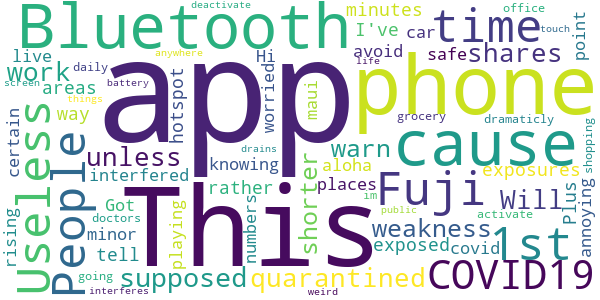 deactivate office
Bluetooth time touch
minutes
live anywhere Hi I've car point
screen daily battery avoid safe shares
work life
areas hotspot worried app phone
certain things way grocery
Useless People unless knowing maui warn cause dramaticly shopping
interfered drains aloha exposures
rather places Fuji Will Plus annoying
Got This shorter im public 1st
rising doctors minor playing numbers weakness activate
tell exposed covid
going supposed quarantined COVID19
interferes weird